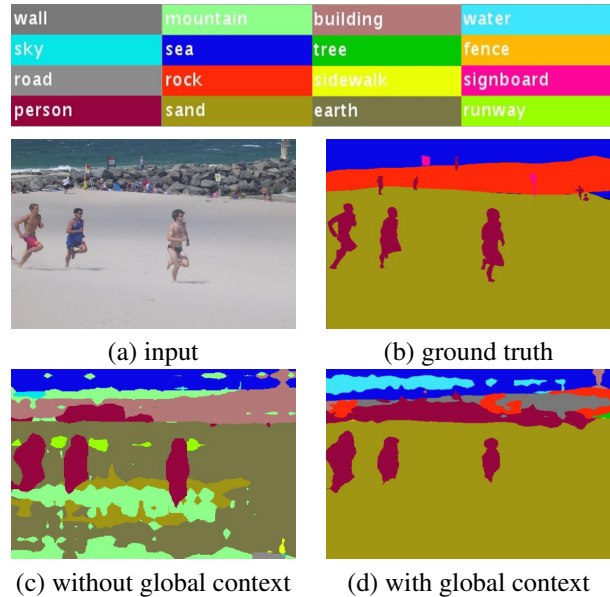 wall mountain building water
sky sea tree fence
road rock sidewalk signboard
person sand earth runway
(a) input (b) ground truth
(c) without global context (d) with global context